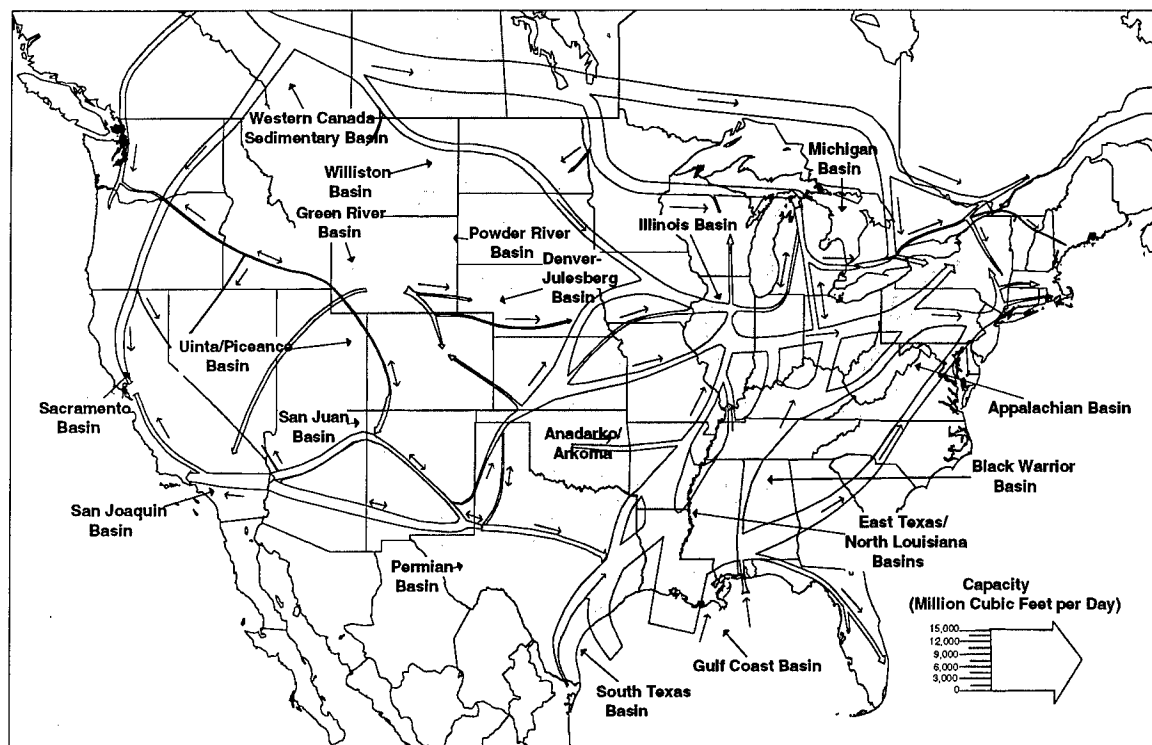 Western Canada
Sedimentary Basin
Williston
Basin
Green River
Basin
Powder River
Basin
Denver-
Julesberg
Basin
Michigan
Basin
Illinois Basin
Uinta/Piceance
Basin
Sacramento
Basin
San Juan
Basin
Anadarko/
Arkoma
Appalachian Basin
Black Warrior
Basin
San Joaquin
Basin
East Texas/
North Louisiana
Basins
Permian
Basin
Gulf Coast Basin
South Texas
Basin
Capacity
(Million Cubic Feet per Day)
15,000
12,000
9,000
6,000
3,000
0